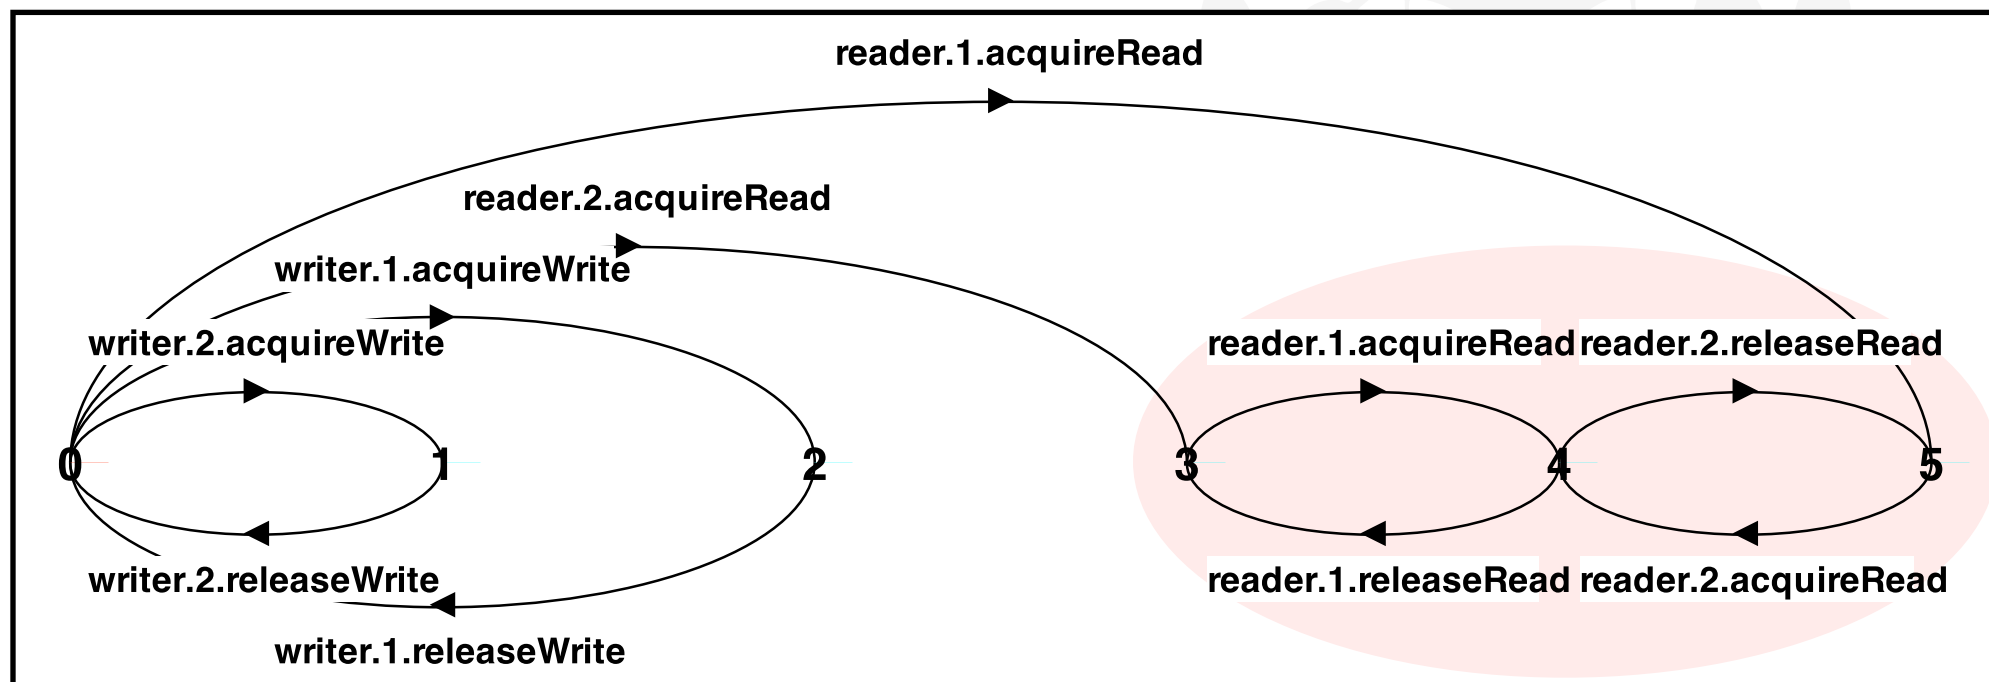 reader.1.acquireRead
reader.2.acquireRead
writer.1.acquireWrite
writer.2.acquireWrite
reader.1.acquireRead reader.2.releaseRead
0 1 2 3 4 5
writer.2.releaseWrite
reader.1.releaseRead reader.2.acquireRead
writer.1.releaseWrite